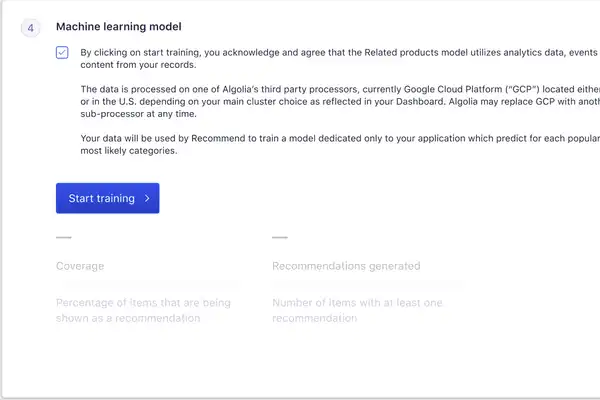 4 Machine learning model
By clicking on start training, you acknowledge and agree that the Related products model utilizes analytics data, events
content from your records.
The data is processed on one of Algolia's third party processors, currently Google Cloud Platform ("GCP") located either
or in the U.S. depending on your main cluster choice as reflected in your Dashboard. Algolia may replace GCP with
sub-processor at any time.
Your data will be used by Recommend to train a model dedicated only to your application which predict for each popular
most likely categories.
Start training
Coverage Recommendations generated
Percentage of items that are being Number of items with at least one
shown as a recommendation recommendation